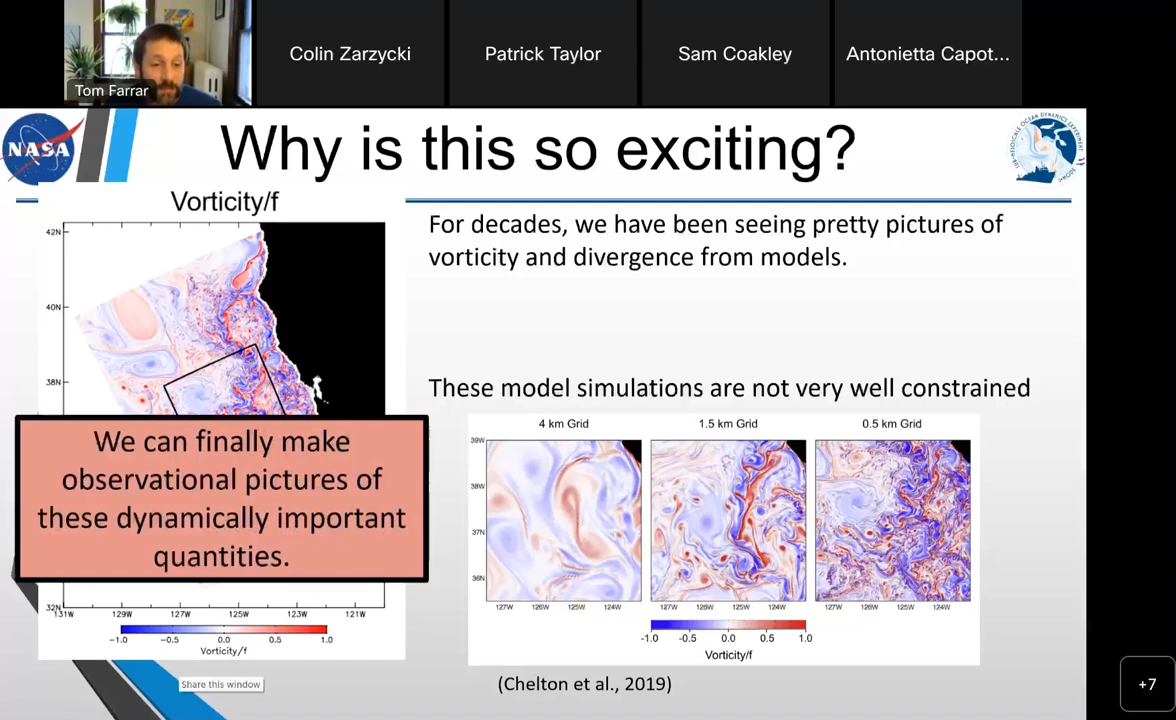 Tom Farrar
Colin Zarzycki
Patrick Taylor
Sam Coakley
Antonietta Capot...
NASA
Why is this so exciting?
Vorticity/f
42N
40N
38N
32N
131W 129W 127W 125W 123W 121W
-1.0 -0.5 0.0 0.5 1.0
Vorticity/f
We can finally make
observational pictures of
these dynamically important
quantities.
Share this window
For decades, we have been seeing pretty pictures of
vorticity and divergence from models.
These model simulations are not very well constrained
4 km Grid 1.5 km Grid 0.5 km Grid
39W
38W
37W
36W
127W 126W 125W 124W 127W 126W 125W 124W 127W 126W 125W 124W
-1.0 -0.5 0.0 0.5 1.0
Vorticity/f
(Chelton et al., 2019)
+7